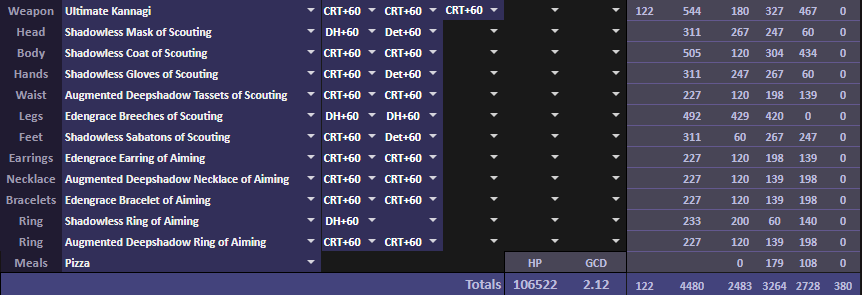 Weapon Ultimate Kannagi CRT+60 CRT+60 CRT+60 122 544 180 327 467 0
Head Shadowless Mask of Scouting DH+60 Det+60 311 267 247 60 0
Body Shadowless Coat of Scouting CRT+60 CRT+60 505 120 304 434 0
Hands Shadowless Gloves of Scouting CRT+60 Det+60 311 247 267 60 0
Waist Augmented Deepshadow Tassets of Scouting CRT+60 CRT+60 227 120 198 139 0
Legs Edengrace Breeches of Scouting DH+60 DH+60 492 429 420 0 0
Feet Shadowless Sabatons of Scouting CRT+60 Det+60 311 60 267 247 0
Earrings Edengrace Earring of Aiming CRT+60 CRT+60 227 120 198 139 0
Necklace Augmented Deepshadow Necklace of Aiming CRT+60 CRT+60 227 120 139 198 0
Bracelets Edengrace Bracelet of Aiming CRT+60 CRT+60 227 120 139 198 0
Ring Shadowless Ring of Aiming DH+60 233 200 60 140 0
Ring Augmented Deepshadow Ring of Aiming CRT+60 CRT+60 227 120 139 198 0
Meals Pizza HP GCD 0 179 108 0
Totals 106522 2.12 122 4480 2483 3264 2728 380